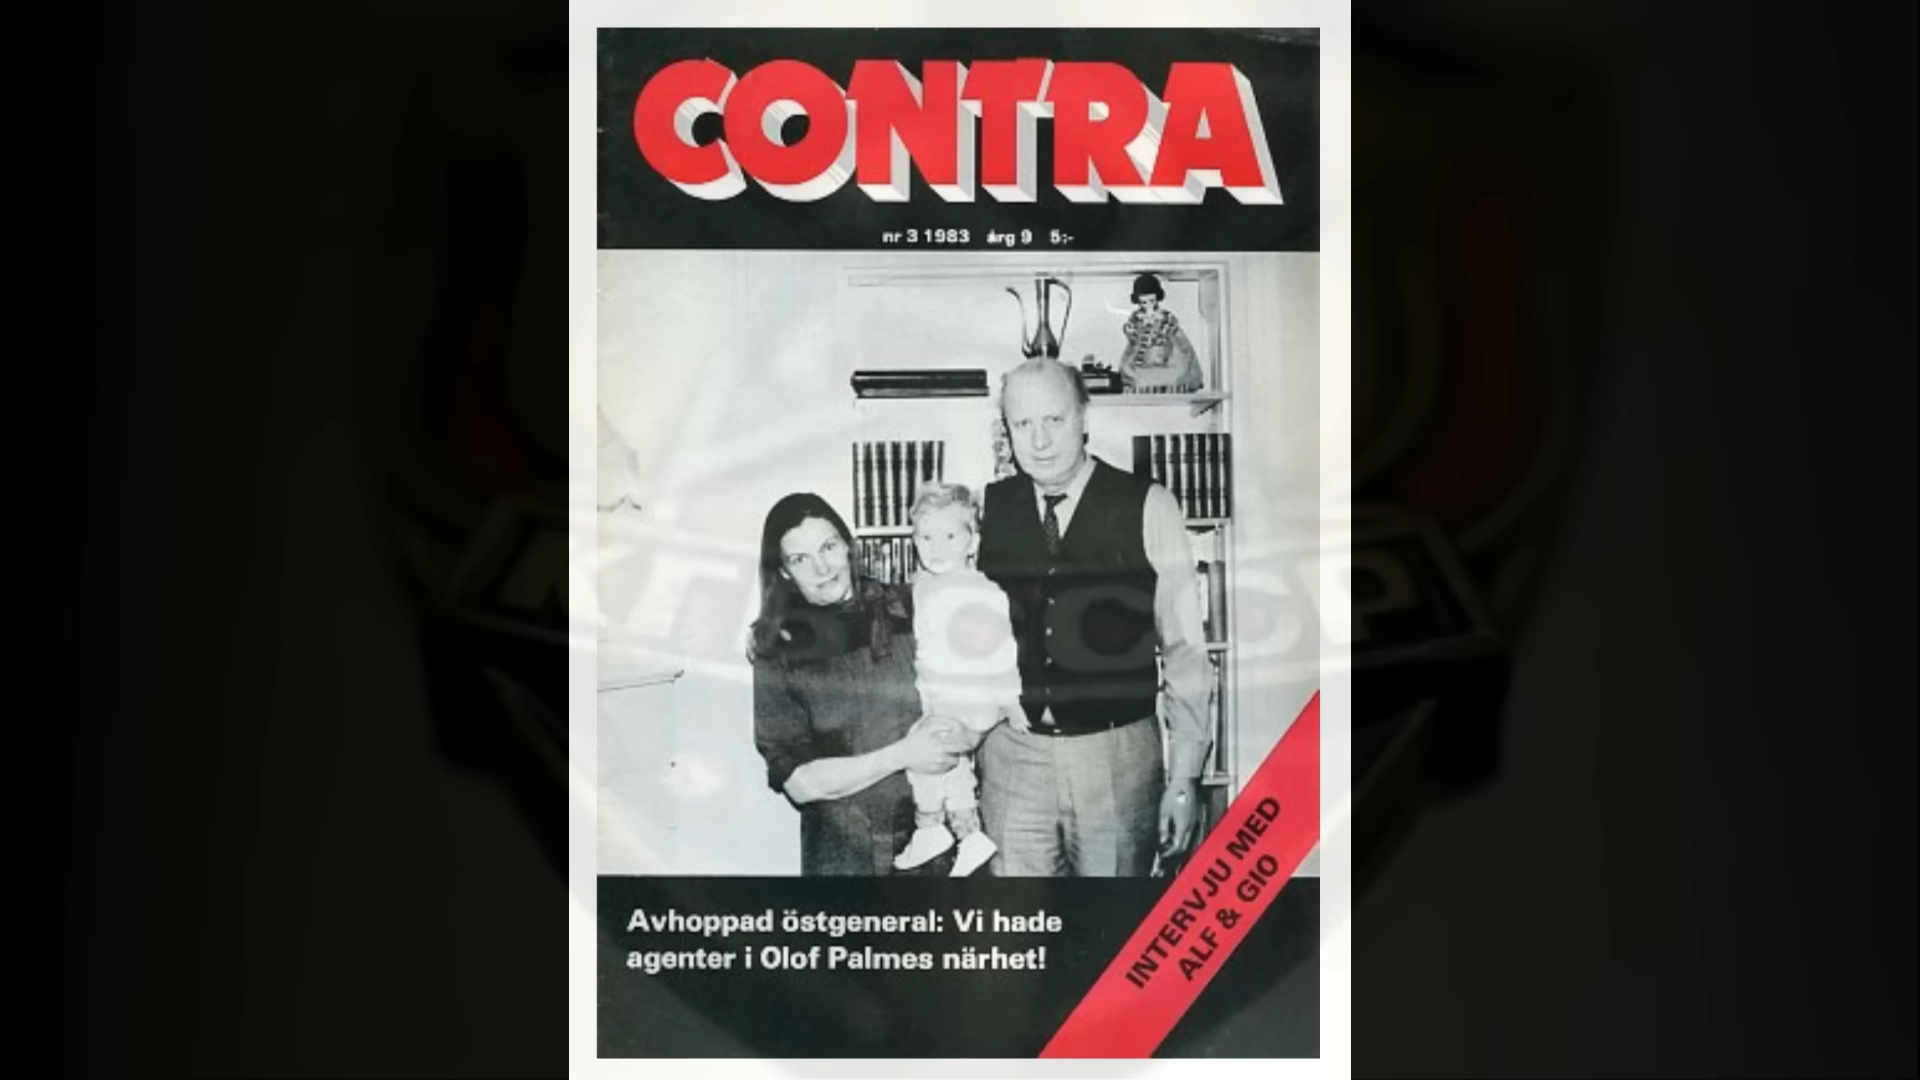 CONTRA
nr 3 1983 årg 9 5:-
INTERVJU MED
ALF & GIO
Avhoppad östgeneral: Vi hade
agenter i Olof Palmes närhet!